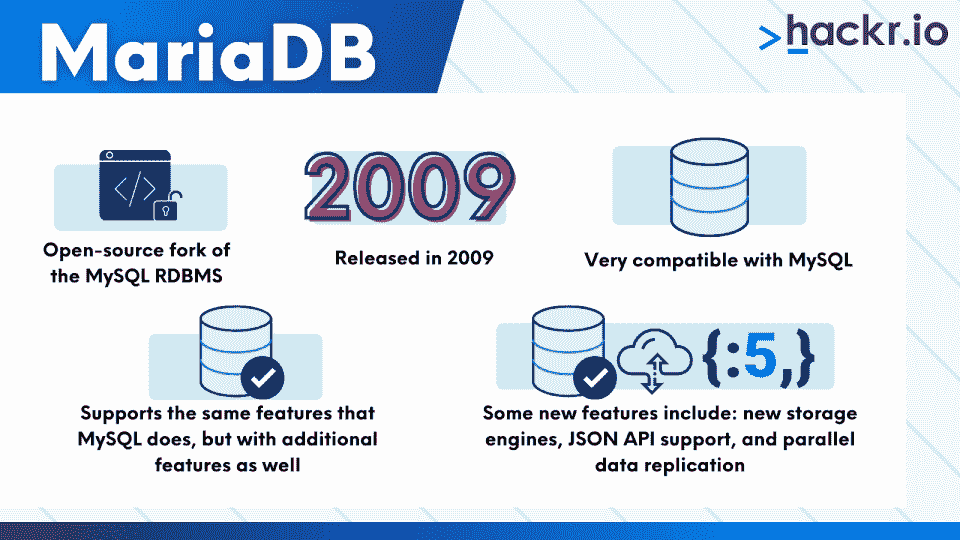 MariaDB
>hackr.io
</>
2009
Open-source fork of
the MySQL RDBMS
Released in 2009
Very compatible with MySQL
{:5,}
Supports the same features that
MySQL does, but with additional
features as well
Some new features include: new storage
engines, JSON API support, and parallel
data replication